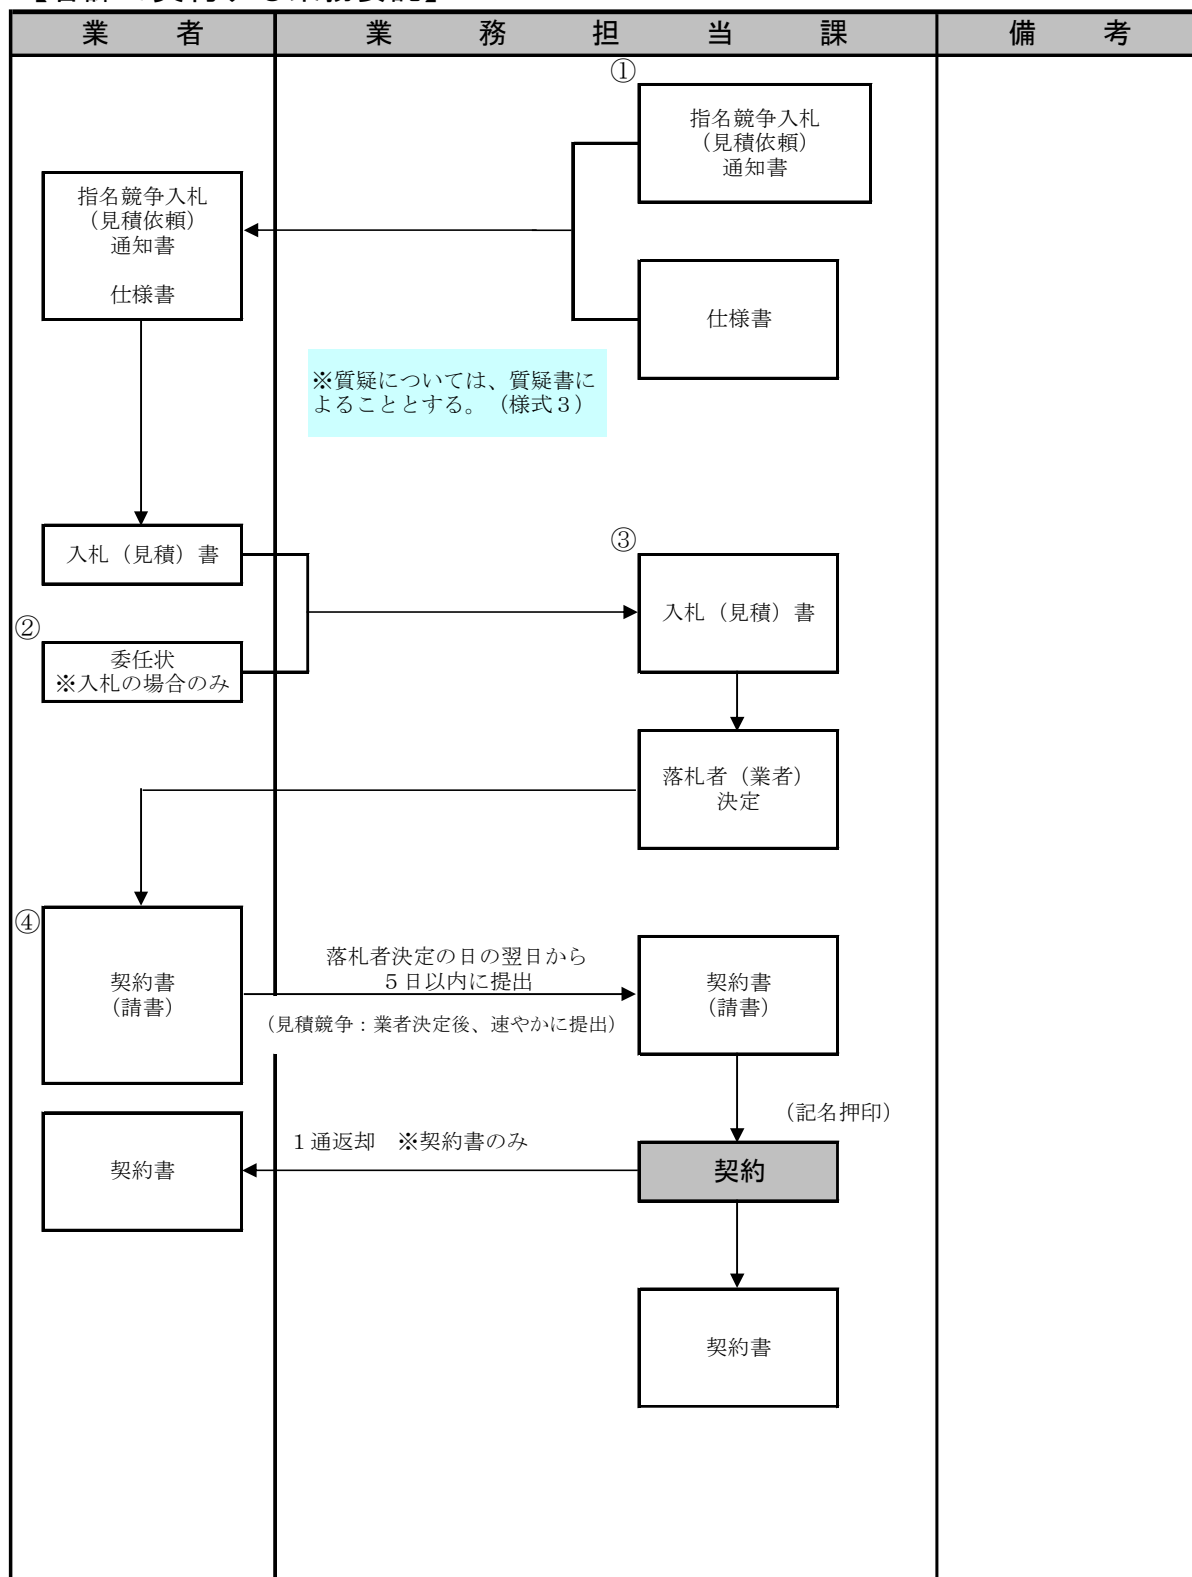 業者
業務担当課
備考
①
指名競争入札
（見積依頼）
通知書
指名競争入札
（見積依頼）
通知書
仕様書
仕様書
※質疑については、質疑書に
よることとする。（様式３）
入札（見積）書
③
入札（見積）書
②
委任状
※入札の場合のみ
落札者（業者）
決定
④
契約書
（請書）
落札者決定の日の翌日から
５日以内に提出
（見積競争：業者決定後、速やかに提出）
契約書
（請書）
（記名押印）
１通返却　※契約書のみ
契約書
契約
契約書